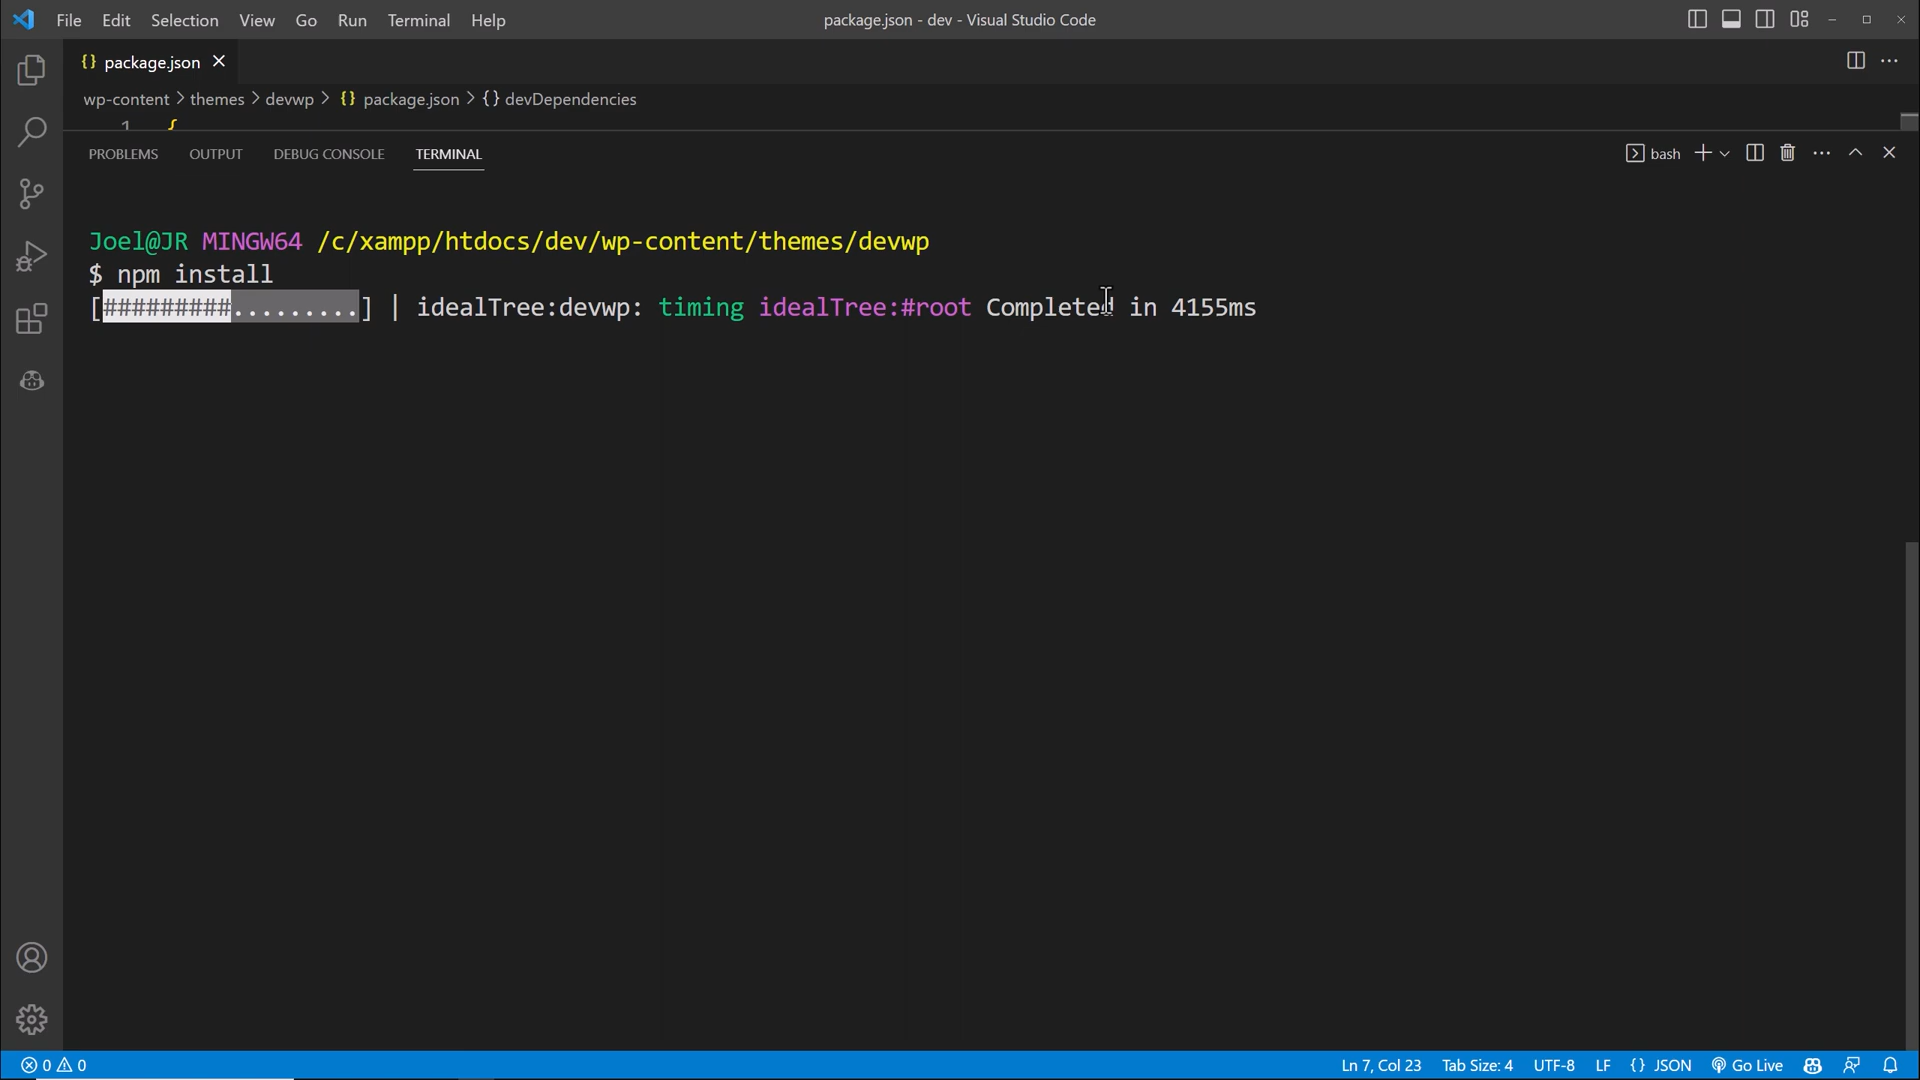 File Edit Selection View Go Run Terminal Help package.json - dev - Visual Studio Code
{} package.json
wp-content > themes > devwp > {} package.json > {} devDependencies
1 {
PROBLEMS OUTPUT DEBUG CONSOLE TERMINAL bash
Joel@JR MINGW64 /c/xampp/htdocs/dev/wp-content/themes/devwp
$ npm install
[#########.........] | idealTree:devwp: timing idealTree:#root Completed in 4155ms
0 0 Ln 7, Col 23 Tab Size: 4 UTF-8 LF {} JSON Go Live